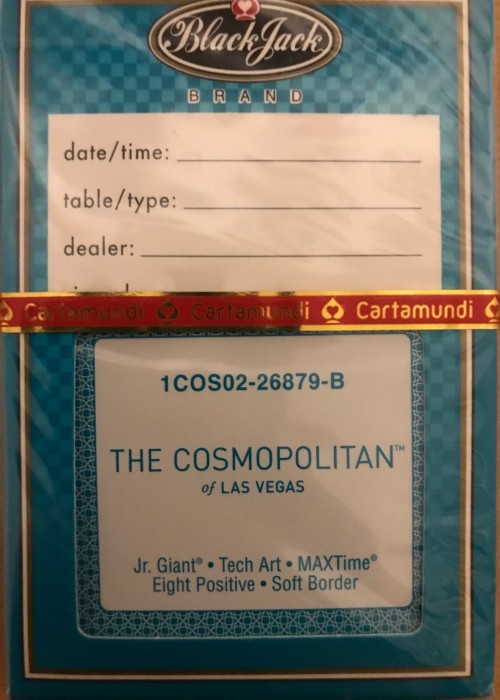 BlackJack
BRAND
date/time:
table/type:
dealer:
Cartamundi Cartamundi Cartamundi
1COS02-26879-B
THE COSMOPOLITAN™
of LAS VEGAS
Jr. Giant® • Tech Art • MAXTime®
Eight Positive • Soft Border